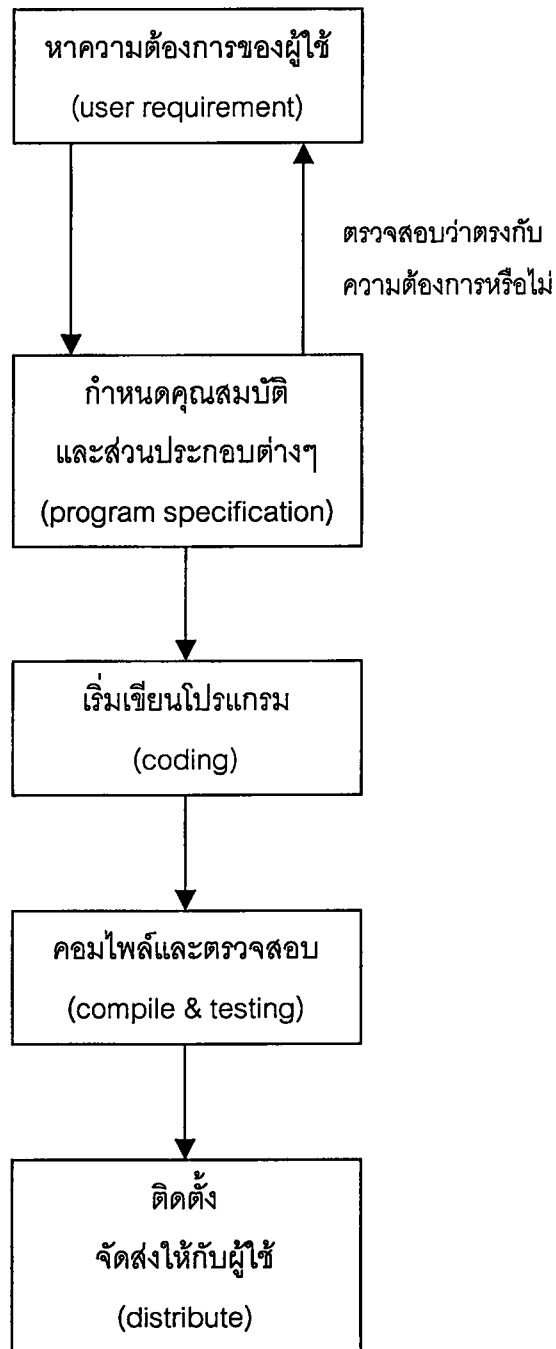 หาความต้องการของผู้ใช้
(user requirement)
ตรวจสอบว่าตรงกับ
ความต้องการหรือไม่
กำหนดคุณสมบัติ
และส่วนประกอบต่างๆ
(program specification)
เริ่มเขียนโปรแกรม
(coding)
คอมไพล์และตรวจสอบ
(compile & testing)
ติดตั้ง
จัดส่งให้กับผู้ใช้
(distribute)